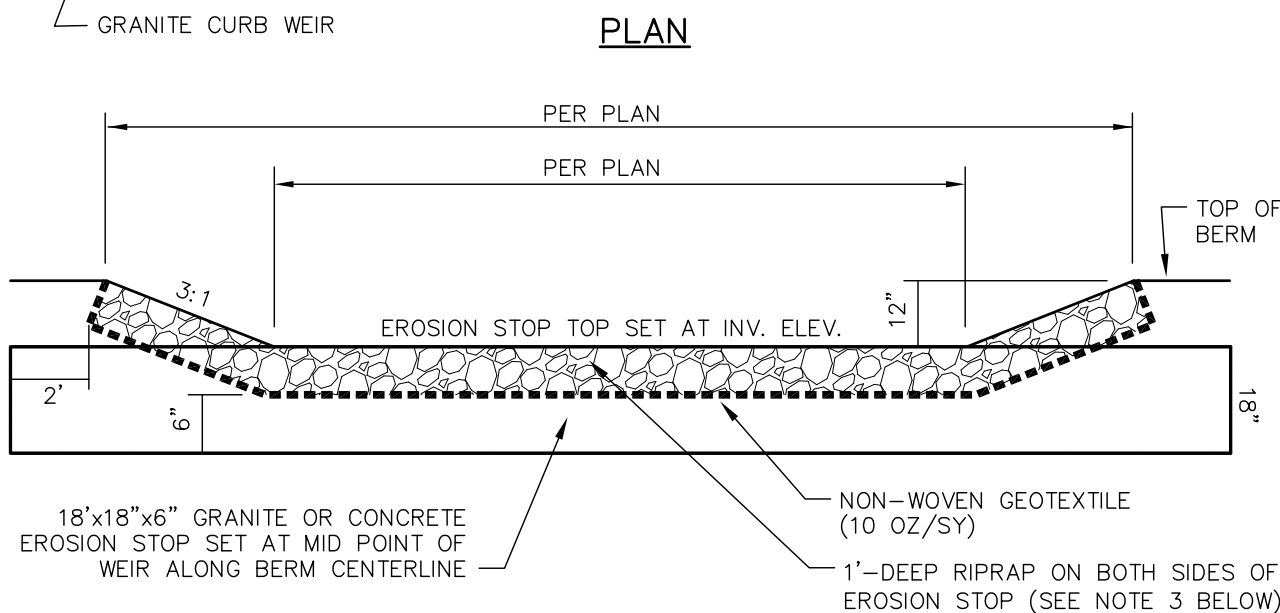 GRANITE CURB WEIR
PLAN
PER PLAN
PER PLAN
TOP OF
BERM
3:1
12"
EROSION STOP TOP SET AT INV. ELEV.
2'
6"
18"
18'x18"x6" GRANITE OR CONCRETE
EROSION STOP SET AT MID POINT OF
WEIR ALONG BERM CENTERLINE
NON-WOVEN GEOTEXTILE
(10 OZ/SY)
1'-DEEP RIPRAP ON BOTH SIDES OF
EROSION STOP (SEE NOTE 3 BELOW)